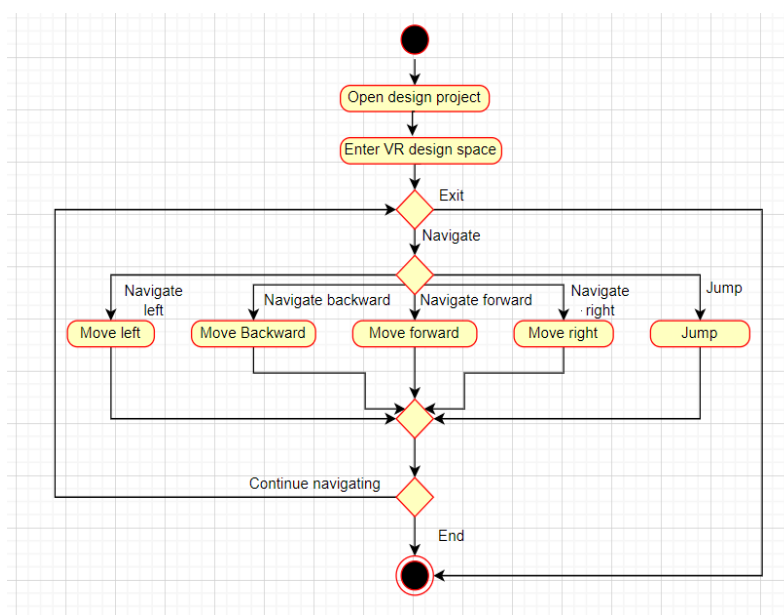 Open design project
Enter VR design space
Exit
Navigate
Navigate
left
Navigate backward
Navigate forward
Navigate
right
Jump
Move left
Move Backward
Move forward
Move right
Jump
Continue navigating
End